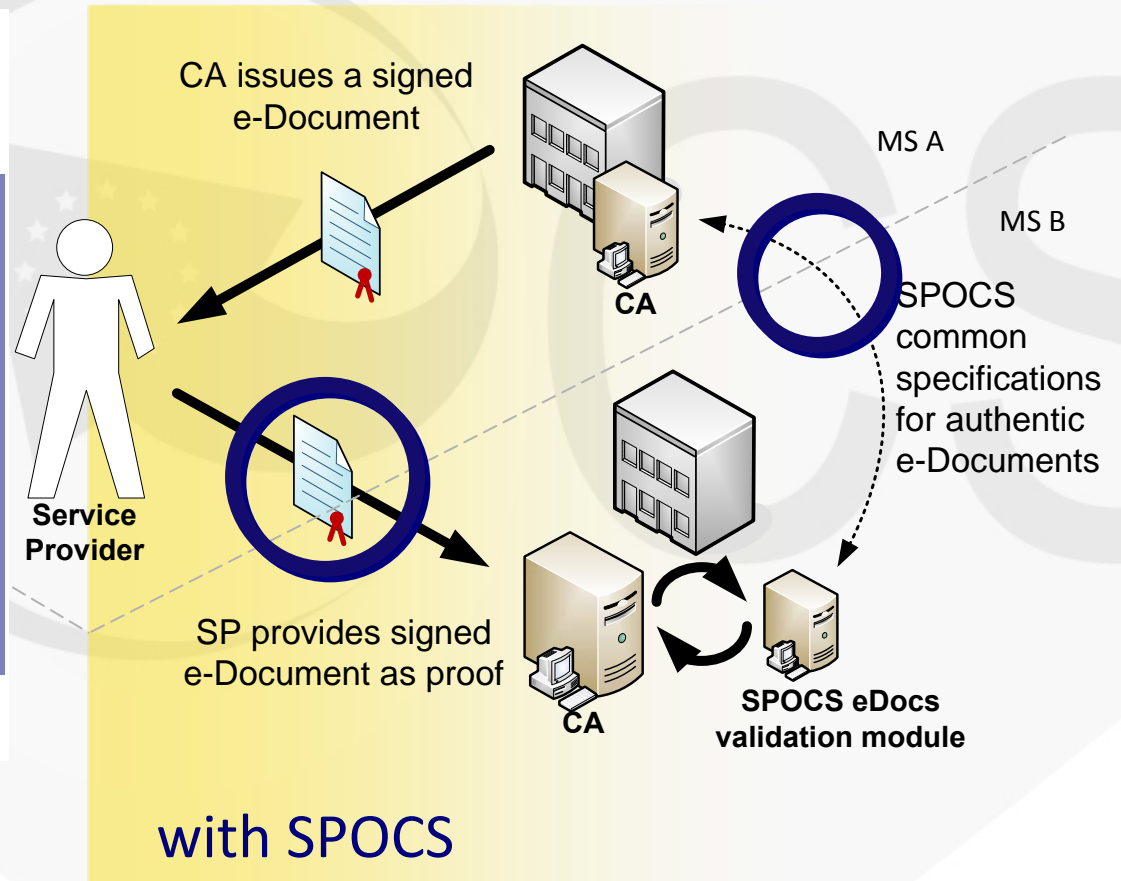 CA issues a signed
e-Document
MS A
MS B
CA
SPOCS
common
specifications
for authentic
e-Documents
Service
Provider
SP provides signed
e-Document as proof
CA
SPOCS eDocs
validation module
with SPOCS